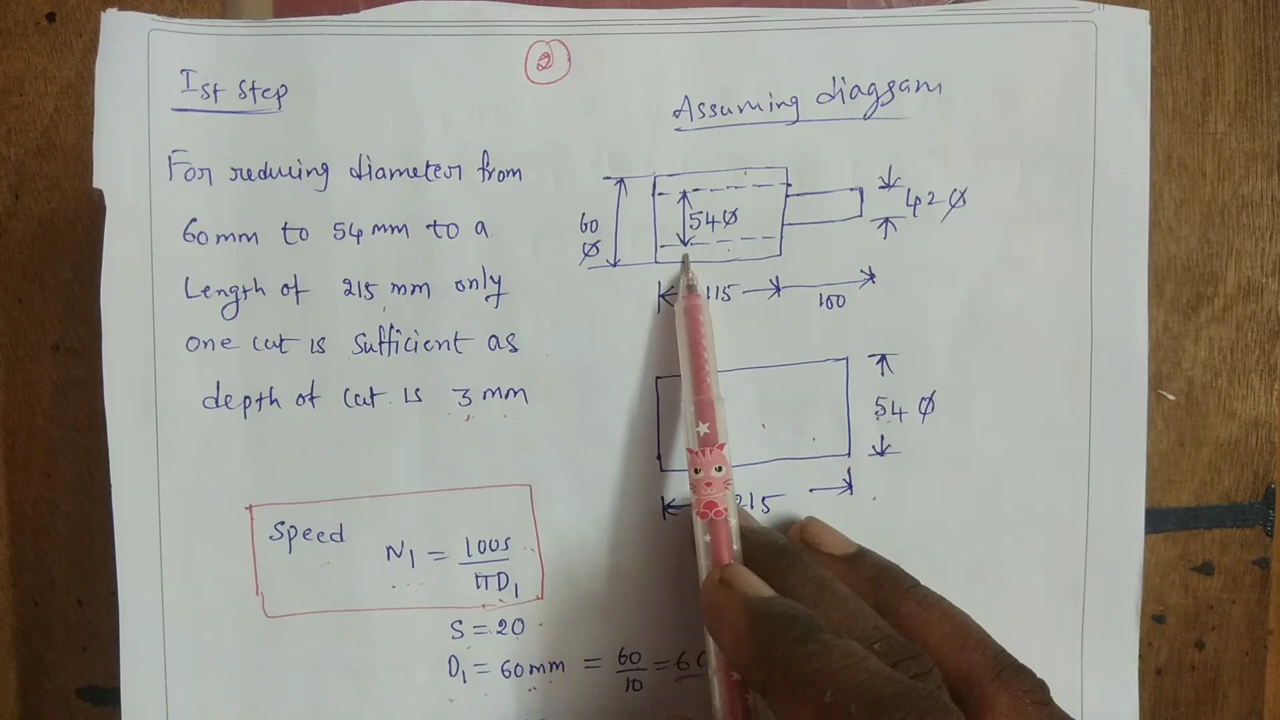 2
Ist step
For reducing diameter from
60mm to 54mm to a
Length of 215 mm only
one cut is sufficient as
depth of cut is 3mm
Speed
N1 = 100s
πD1
S = 20
D1 = 60mm = 60 =
10
Assuming diagram
60
Ø
54Ø
42Ø
115
100
54Ø
215